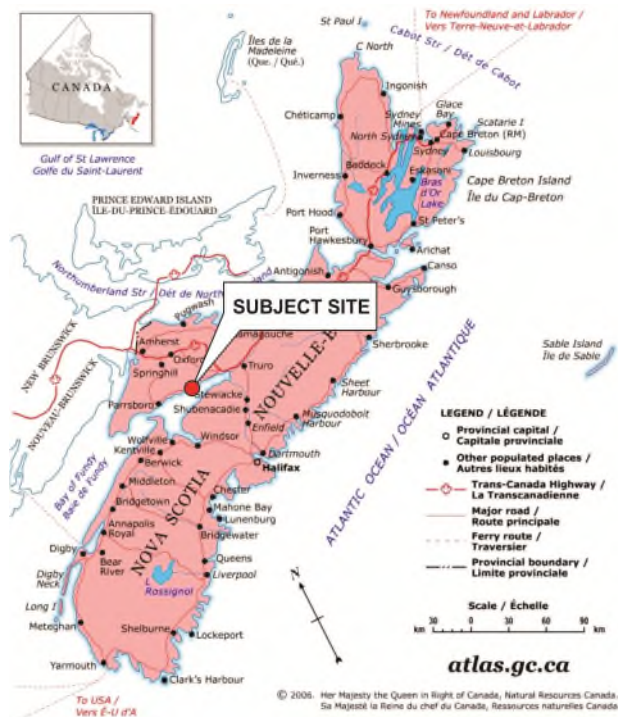 To Newfoundland and Labrador /
Vers Terre-Neuve-et-Labrador
St Paul I
Cabot Str / Dét de Cabot
Îles de la
Madeleine
(Que. / Qué.)
C North
CANADA
Ingonish
Chéticamp
Sydney
Mines
Glace
Bay
Scatarie I
North Sydney
Cape Breton (RM)
Sydney
Louisbourg
Gulf of St Lawrence
Golfe du Saint-Laurent
Baddeck
Inverness
Eskasoni
Bras
d'Or
Lake
Cape Breton Island
Île du Cap-Breton
PRINCE EDWARD ISLAND
ÎLE-DU-PRINCE-ÉDOUARD
Port Hood
St Peter's
Port
Hawkesbury
Arichat
Northumberland Str / Dét de North
Antigonish
Canso
Guysborough
SUBJECT SITE
Pugwash
NEW BRUNSWICK
NOUVEAU-BRUNSWICK
Amherst
Oxford
Springhill
Truro
Sherbrooke
Sable Island
Île de Sable
NOUVELLE-É
Parrsboro
Stewiacke
Shubenacadie
Sheet
Harbour
Enfield
Musquodoboit
Harbour
ATLANTIC OCEAN / OCÉAN ATLANTIQUE
Wolfville
Kentville
Berwick
Windsor
Dartmouth
Halifax
Bay of Fundy
Baie de Fundy
Middleton
Bridgetown
Chester
Mahone Bay
Lunenburg
NOVA SCOTIA
Annapolis
Royal
Bridgewater
Digby
Bear
River
Digby
Neck
Queens
Liverpool
L
Rossignol
Long I
Meteghan
Shelburne
Lockeport
Yarmouth
Clark's Harbour
To USA /
Vers É-U d'A
N
LEGEND / LÉGENDE
Provincial capital /
Capitale provinciale
Other populated places /
Autres lieux habités
Trans-Canada Highway /
La Transcanadienne
Major road /
Route principale
Ferry route /
Traversier
Provincial boundary /
Limite provinciale
Scale / Échelle
km 30 0 30 60 90 km
atlas.gc.ca
© 2006. Her Majesty the Queen in Right of Canada, Natural Resources Canada.
Sa Majesté la Reine du chef du Canada, Ressources naturelles Canada